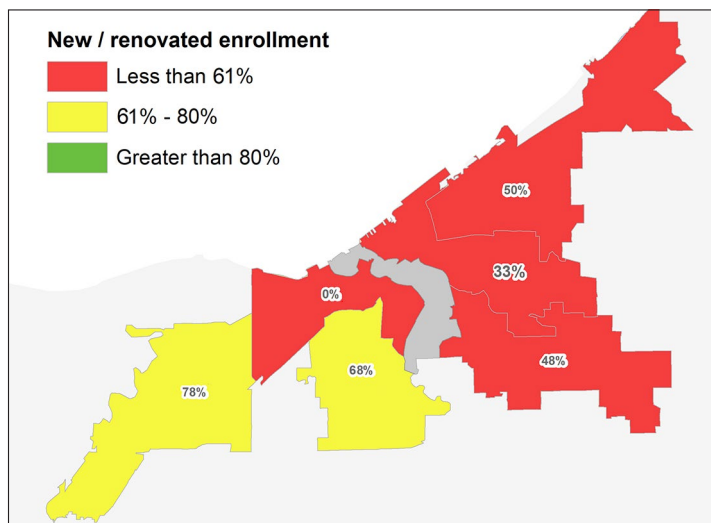 New / renovated enrollment
Less than 61%
61% - 80%
Greater than 80%
50%
33%
0%
48%
68%
78%